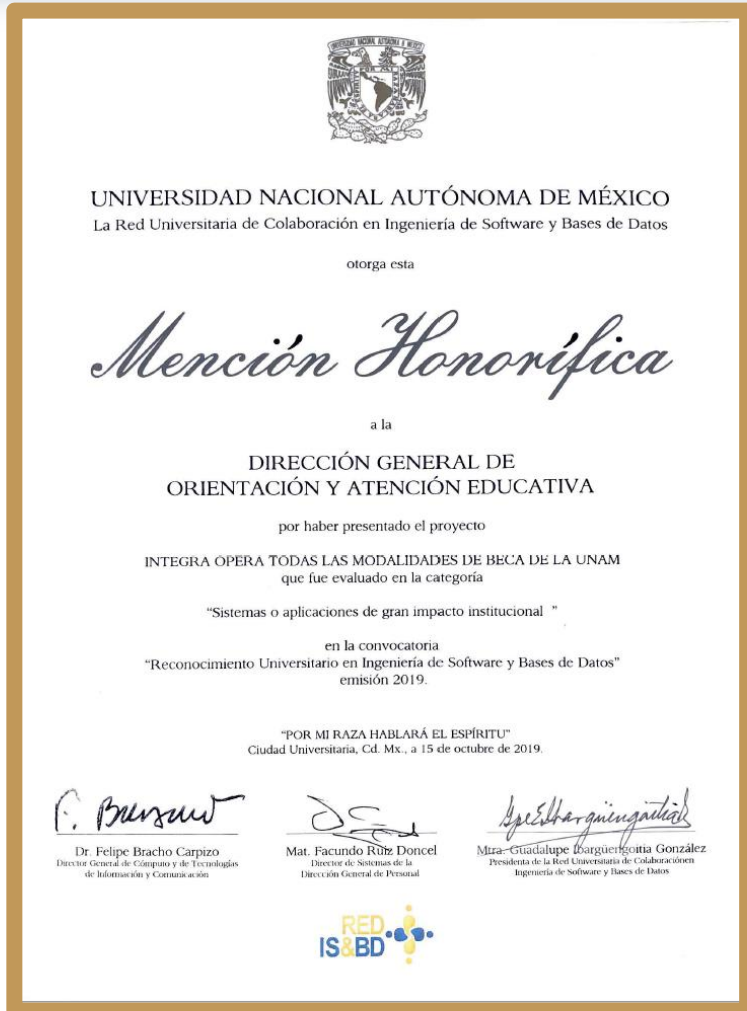 UNIVERSIDAD NACIONAL AUTÓNOMA DE MÉXICO
La Red Universitaria de Colaboración en Ingeniería de Software y Bases de Datos
otorga esta
Mención Honorífica
a la
DIRECCIÓN GENERAL DE
ORIENTACIÓN Y ATENCIÓN EDUCATIVA
por haber presentado el proyecto
INTEGRA OPERA TODAS LAS MODALIDADES DE BECA DE LA UNAM
que fue evaluado en la categoría
"Sistemas o aplicaciones de gran impacto institucional "
en la convocatoria
"Reconocimiento Universitario en Ingeniería de Software y Bases de Datos"
emisión 2019.
"POR MI RAZA HABLARÁ EL ESPÍRITU"
Ciudad Universitaria, Cd. Mx., a 15 de octubre de 2019.
Dr. Felipe Bracho Carpizo
Director General de Cómputo y de Tecnologías
de Información y Comunicación
Mat. Facundo Ruiz Doncel
Director de Sistemas de la
Dirección General de Personal
Mtra. Guadalupe Ibargüengoitia González
Presidenta de la Red Universitaria de Colaboraciónen
Ingeniería de Software y Bases de Datos
RED
IS&BD